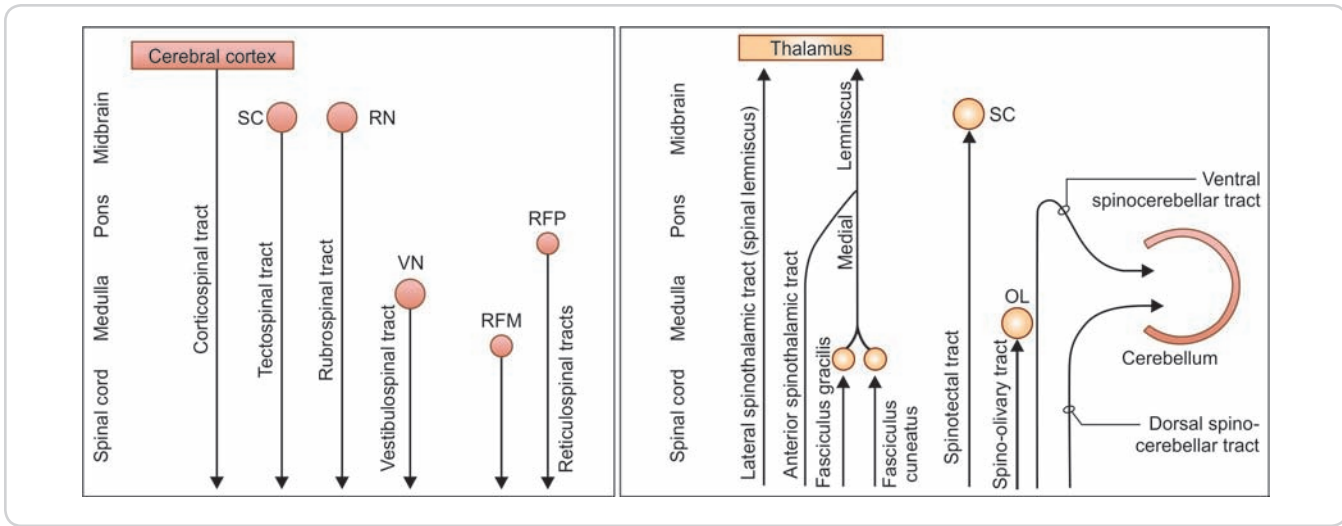 Cerebral cortex
SC
RN
Midbrain
Pons
Medulla
Spinal cord
Corticospinal tract
Tectospinal tract
Rubrospinal tract
VN
Vestibulospinal tract
RFM
RFP
Reticulospinal tracts
Thalamus
Midbrain
Pons
Medulla
Spinal cord
Lateral spinothalamic tract (spinal lemniscus)
Anterior spinothalamic tract
Lemniscus
Medial
Fasciculus gracilis
Fasciculus
cuneatus
SC
Spinotectal tract
OL
Spino-olivary tract
Ventral
spinocerebellar tract
Cerebellum
Dorsal spino-
cerebellar tract